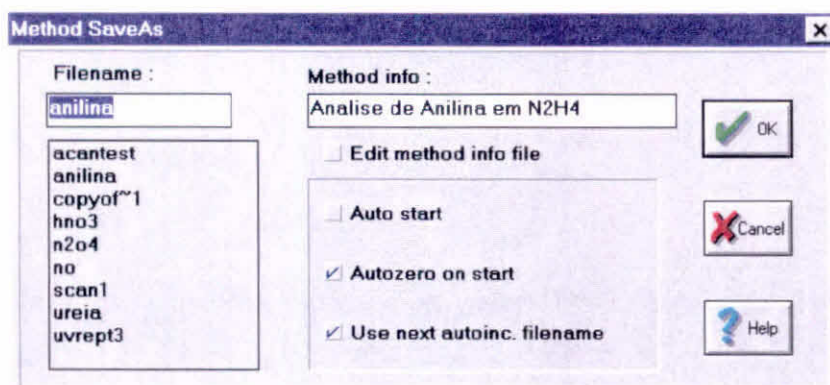 Method SaveAs
Filename :
anilina
acantest
anilina
copyof~1
hno3
n2o4
no
scan1
ureia
uvrept3
Method info :
Analise de Anilina em N2H4
Edit method info file
Auto start
Autozero on start
Use next autoinc. filename
OK
Cancel
Help